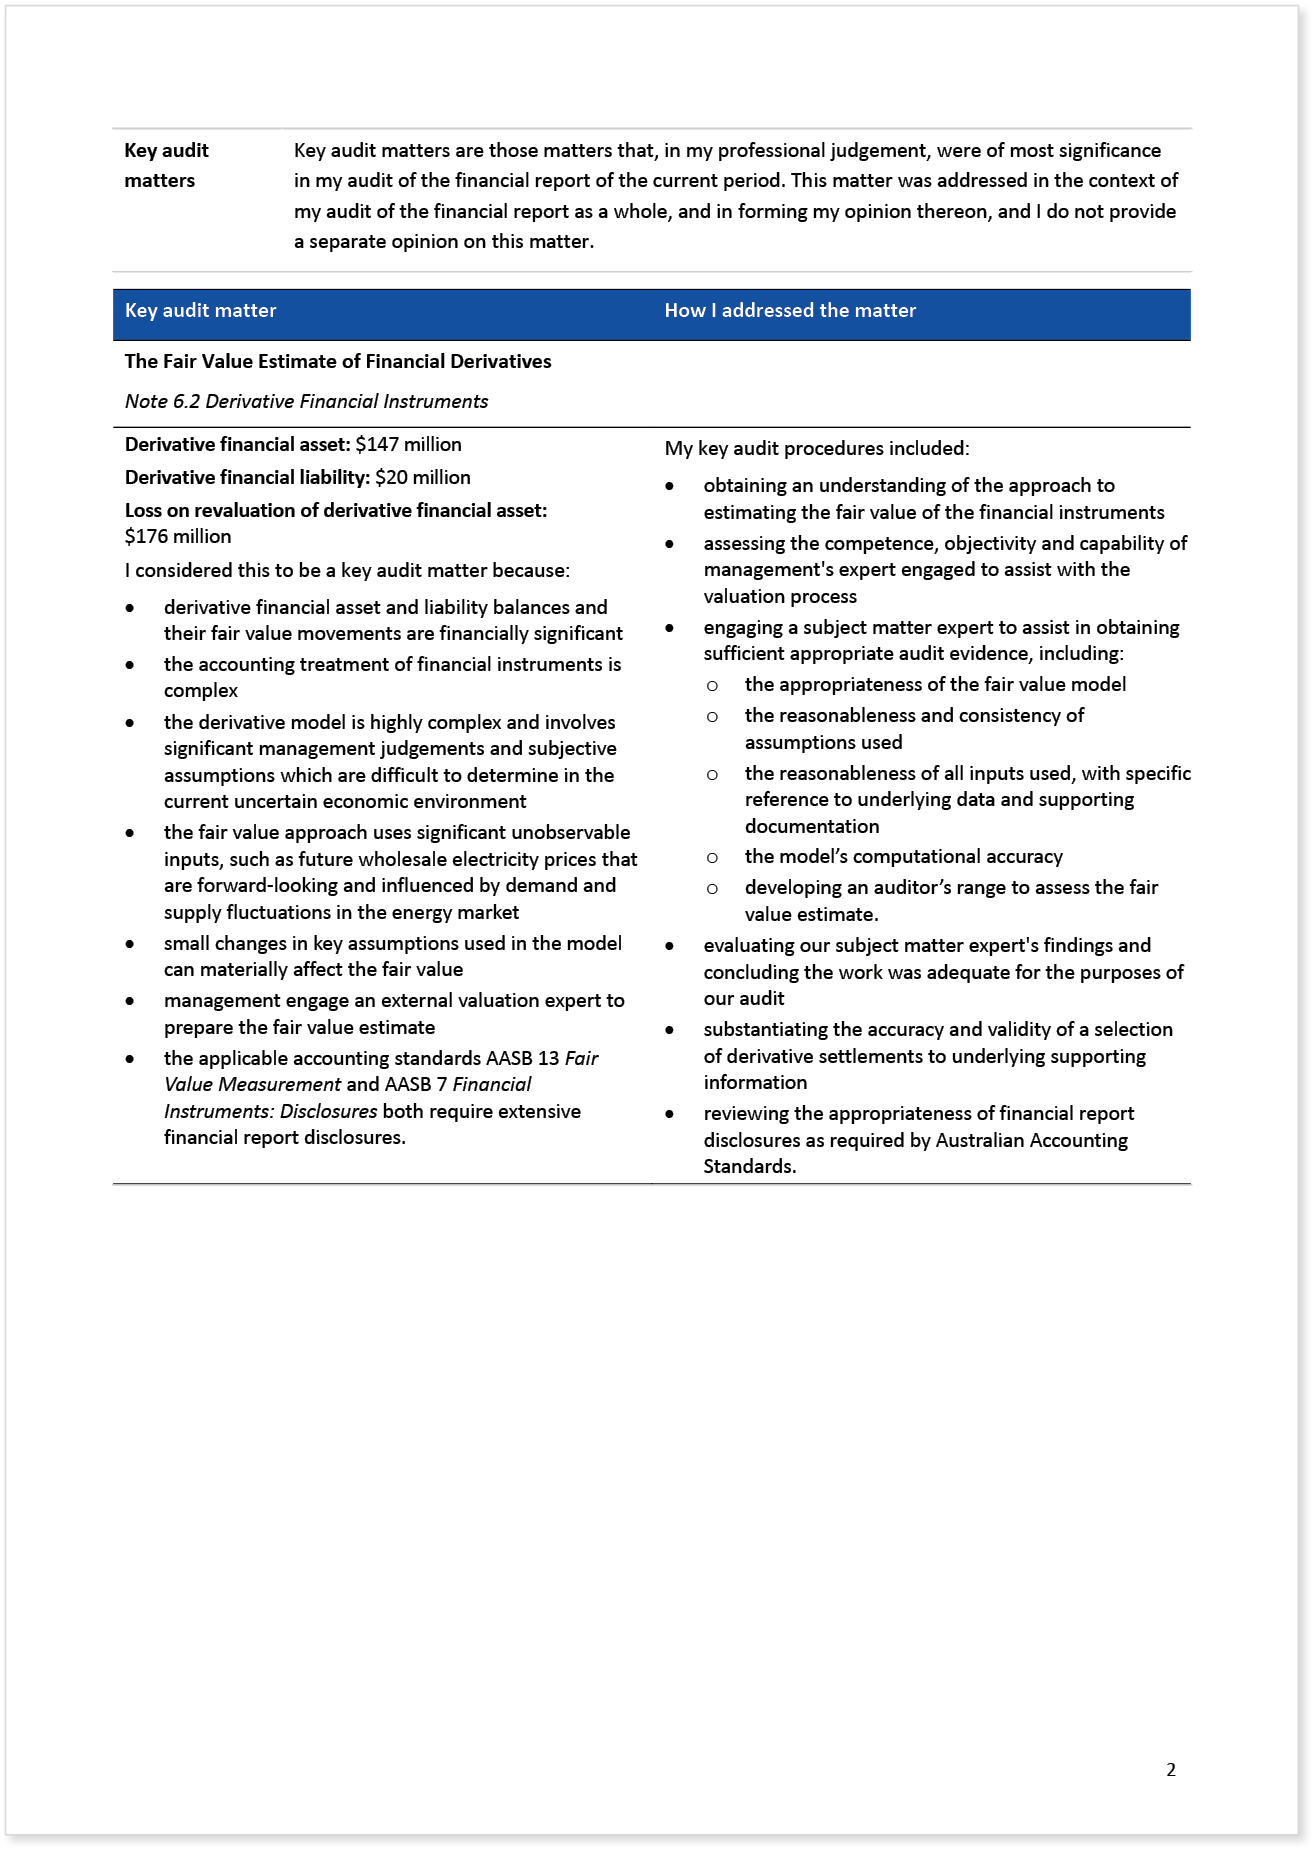 Key audit
matters
Key audit matters are those matters that, in my professional judgement, were of most significance
in my audit of the financial report of the current period. This matter was addressed in the context of
my audit of the financial report as a whole, and in forming my opinion thereon, and I do not provide
a separate opinion on this matter.
Key audit matter
How I addressed the matter
The Fair Value Estimate of Financial Derivatives
Note 6.2 Derivative Financial Instruments
Derivative financial asset: $147 million
Derivative financial liability: $20 million
Loss on revaluation of derivative financial asset:
$176 million
I considered this to be a key audit matter because:
• derivative financial asset and liability balances and
their fair value movements are financially significant
• the accounting treatment of financial instruments is
complex
• the derivative model is highly complex and involves
significant management judgements and subjective
assumptions which are difficult to determine in the
current uncertain economic environment
• the fair value approach uses significant unobservable
inputs, such as future wholesale electricity prices that
are forward-looking and influenced by demand and
supply fluctuations in the energy market
• small changes in key assumptions used in the model
can materially affect the fair value
• management engage an external valuation expert to
prepare the fair value estimate
• the applicable accounting standards AASB 13 Fair
Value Measurement and AASB 7 Financial
Instruments: Disclosures both require extensive
financial report disclosures.
My key audit procedures included:
• obtaining an understanding of the approach to
estimating the fair value of the financial instruments
• assessing the competence, objectivity and capability of
management's expert engaged to assist with the
valuation process
• engaging a subject matter expert to assist in obtaining
sufficient appropriate audit evidence, including:
o the appropriateness of the fair value model
o the reasonableness and consistency of
assumptions used
o the reasonableness of all inputs used, with specific
reference to underlying data and supporting
documentation
o the model’s computational accuracy
o developing an auditor’s range to assess the fair
value estimate.
• evaluating our subject matter expert's findings and
concluding the work was adequate for the purposes of
our audit
• substantiating the accuracy and validity of a selection
of derivative settlements to underlying supporting
information
• reviewing the appropriateness of financial report
disclosures as required by Australian Accounting
Standards.
2